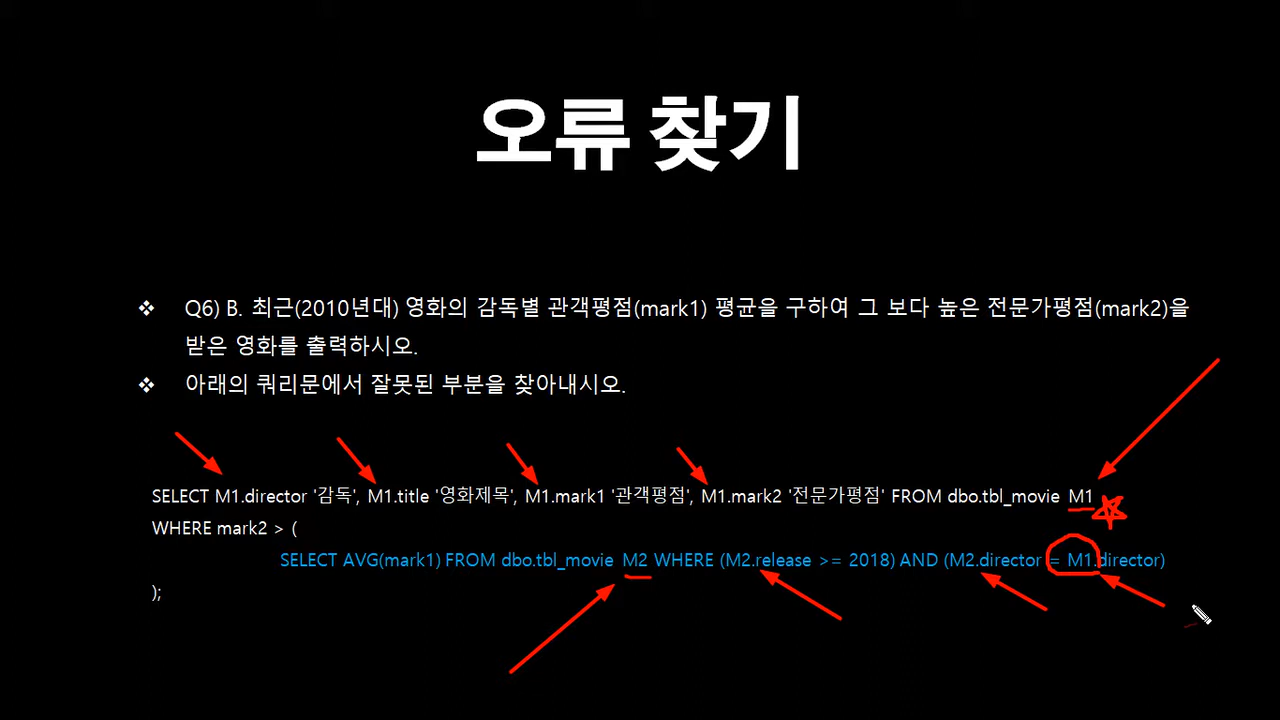 오류 찾기
❖ Q6) B. 최근(2010년대) 영화의 감독별 관객평점(mark1) 평균을 구하여 그 보다 높은 전문가평점(mark2)을
받은 영화를 출력하시오.
❖ 아래의 쿼리문에서 잘못된 부분을 찾아내시오.
SELECT M1.director '감독', M1.title '영화제목', M1.mark1 '관객평점', M1.mark2 '전문가평점' FROM dbo.tbl_movie M1
WHERE mark2 > (
SELECT AVG(mark1) FROM dbo.tbl_movie M2 WHERE (M2.release >= 2018) AND (M2.director = M1.director)
);